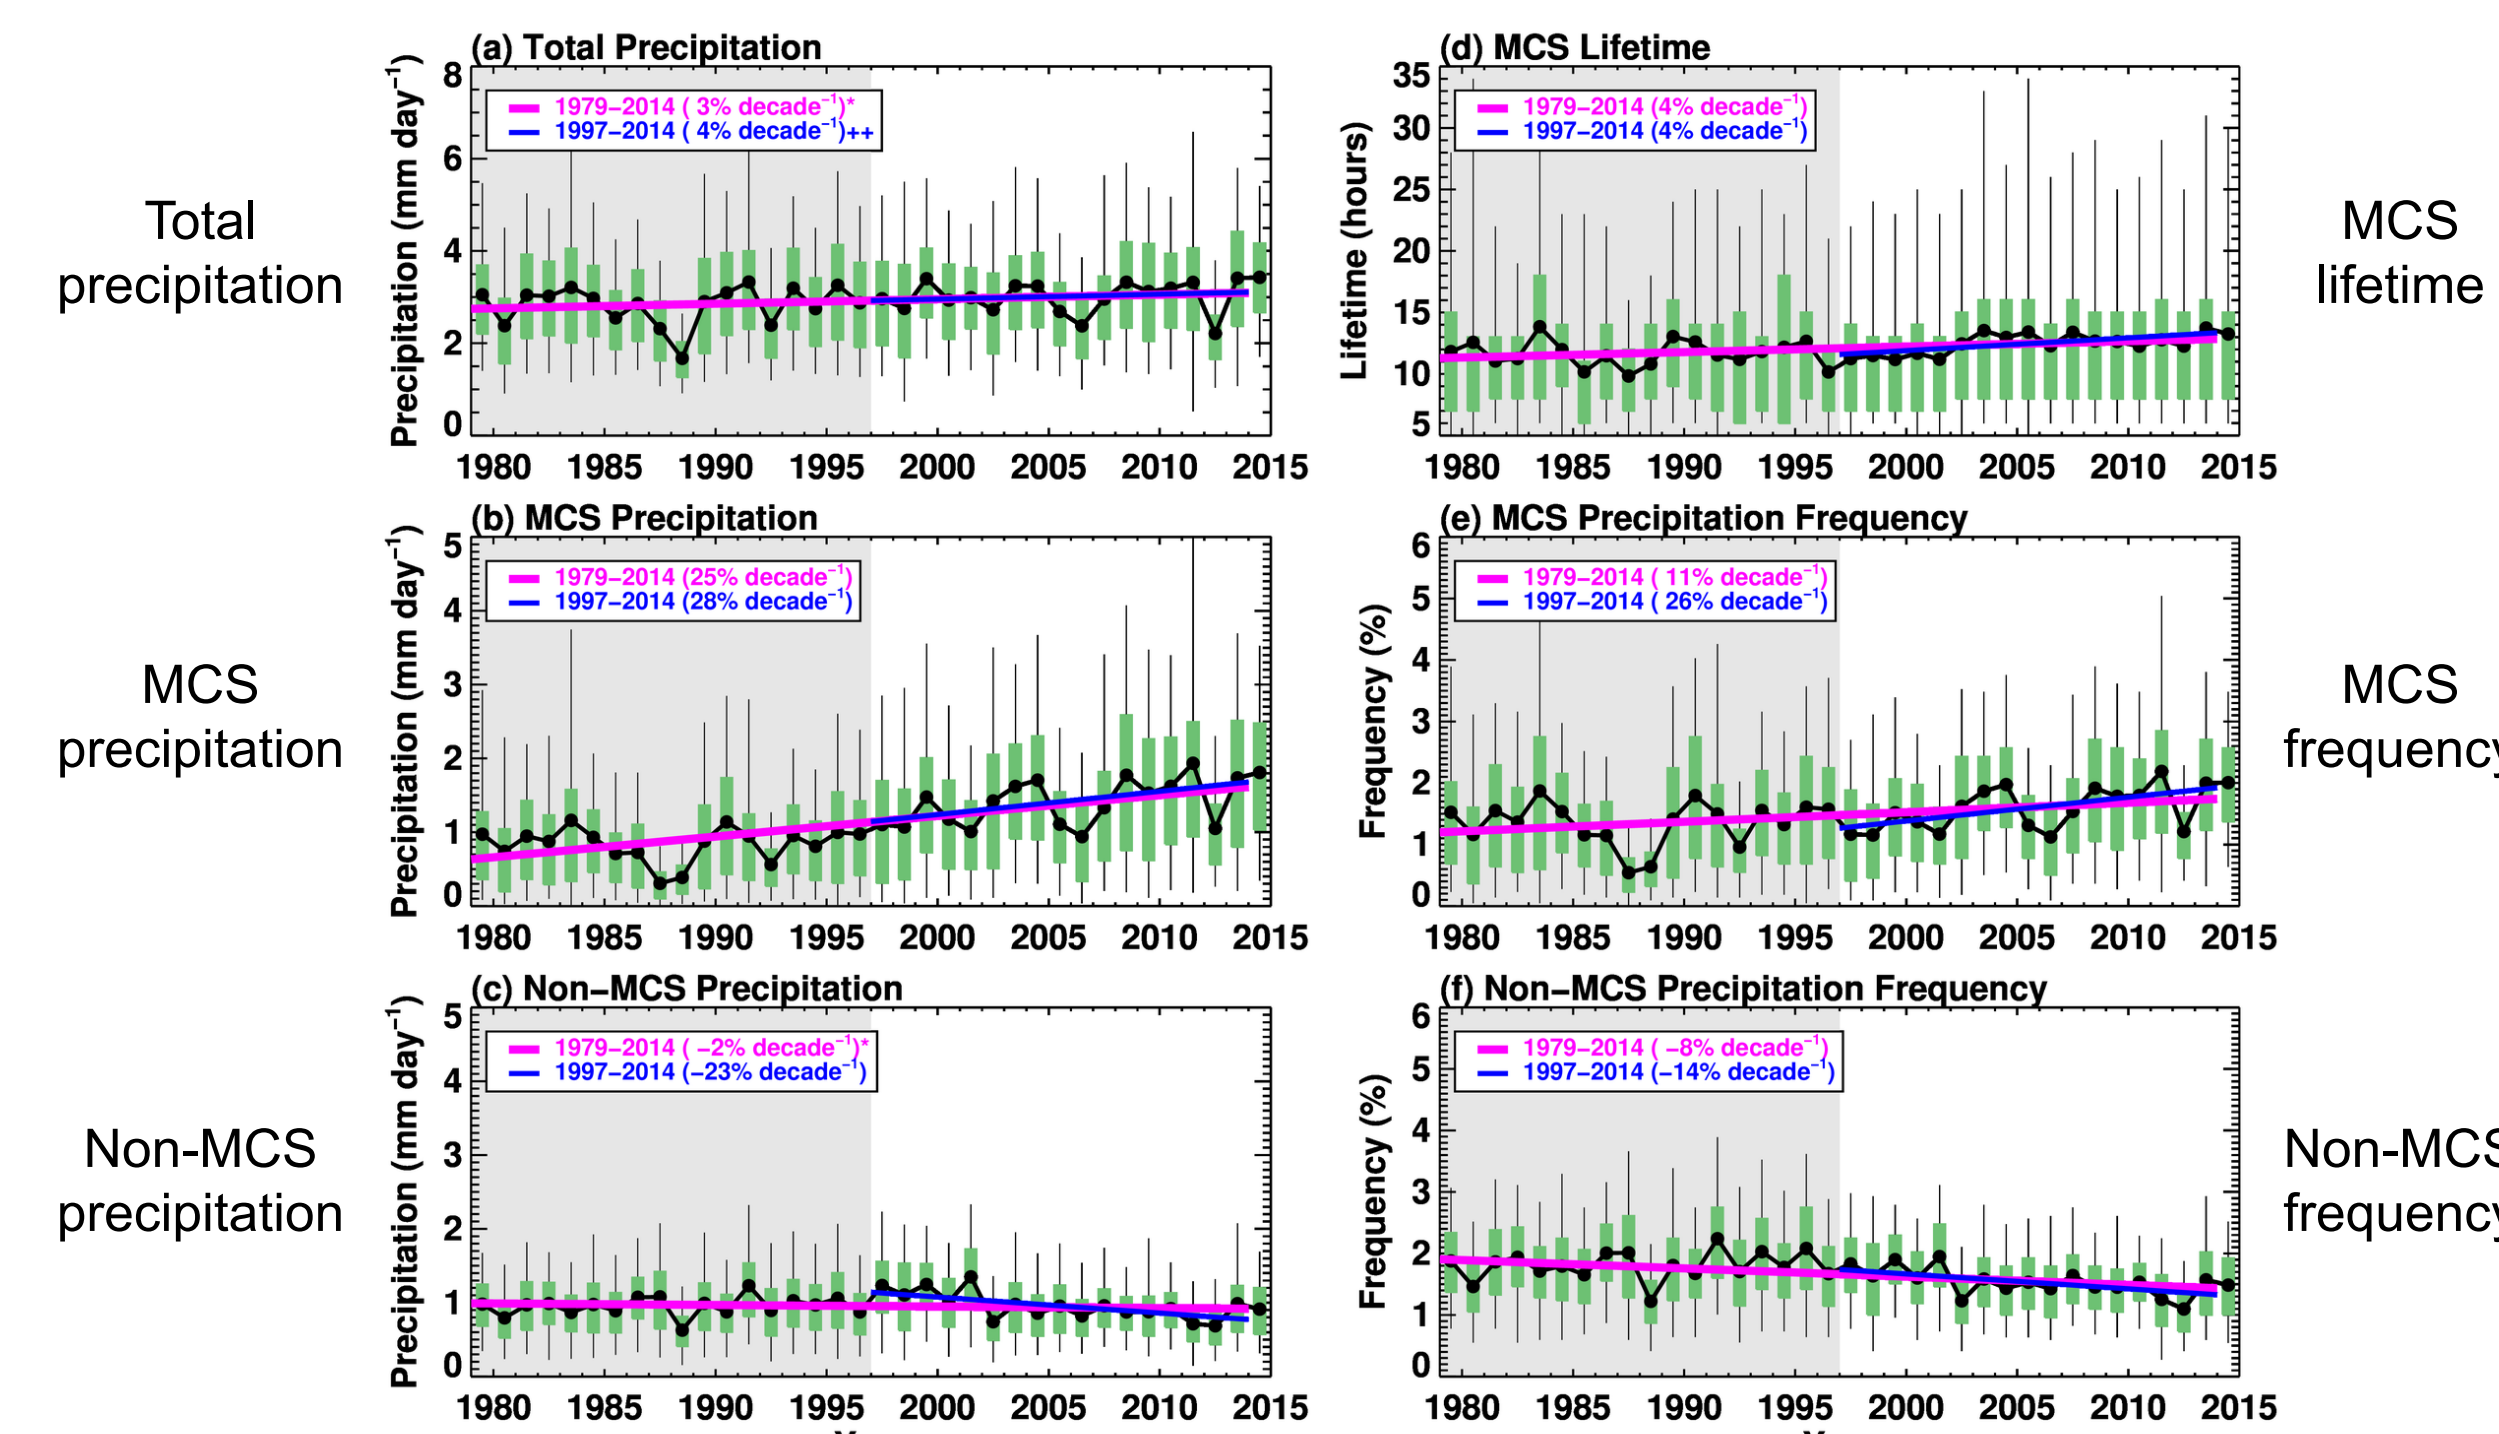 Total
precipitation
MCS
precipitation
Non-MCS
precipitation
(a) Total Precipitation
Precipitation (mm day⁻¹)
8
6
4
2
0
1979−2014 ( 3% decade⁻¹)*
1997−2014 ( 4% decade⁻¹)++
1980 1985 1990 1995 2000 2005 2010 2015
(b) MCS Precipitation
Precipitation (mm day⁻¹)
5
4
3
2
1
0
1979−2014 (25% decade⁻¹)
1997−2014 (28% decade⁻¹)
1980 1985 1990 1995 2000 2005 2010 2015
(c) Non−MCS Precipitation
Precipitation (mm day⁻¹)
5
4
3
2
1
0
1979−2014 ( −2% decade⁻¹)*
1997−2014 (−23% decade⁻¹)
1980 1985 1990 1995 2000 2005 2010 2015
(d) MCS Lifetime
Lifetime (hours)
35
30
25
20
15
10
5
1979−2014 (4% decade⁻¹)
1997−2014 (4% decade⁻¹)
1980 1985 1990 1995 2000 2005 2010 2015
(e) MCS Precipitation Frequency
Frequency (%)
6
5
4
3
2
1
0
1979−2014 ( 11% decade⁻¹)
1997−2014 ( 26% decade⁻¹)
1980 1985 1990 1995 2000 2005 2010 2015
(f) Non−MCS Precipitation Frequency
Frequency (%)
6
5
4
3
2
1
0
1979−2014 ( −8% decade⁻¹)
1997−2014 (−14% decade⁻¹)
1980 1985 1990 1995 2000 2005 2010 2015
MCS
lifetime
MCS
frequency
Non-MCS
frequency